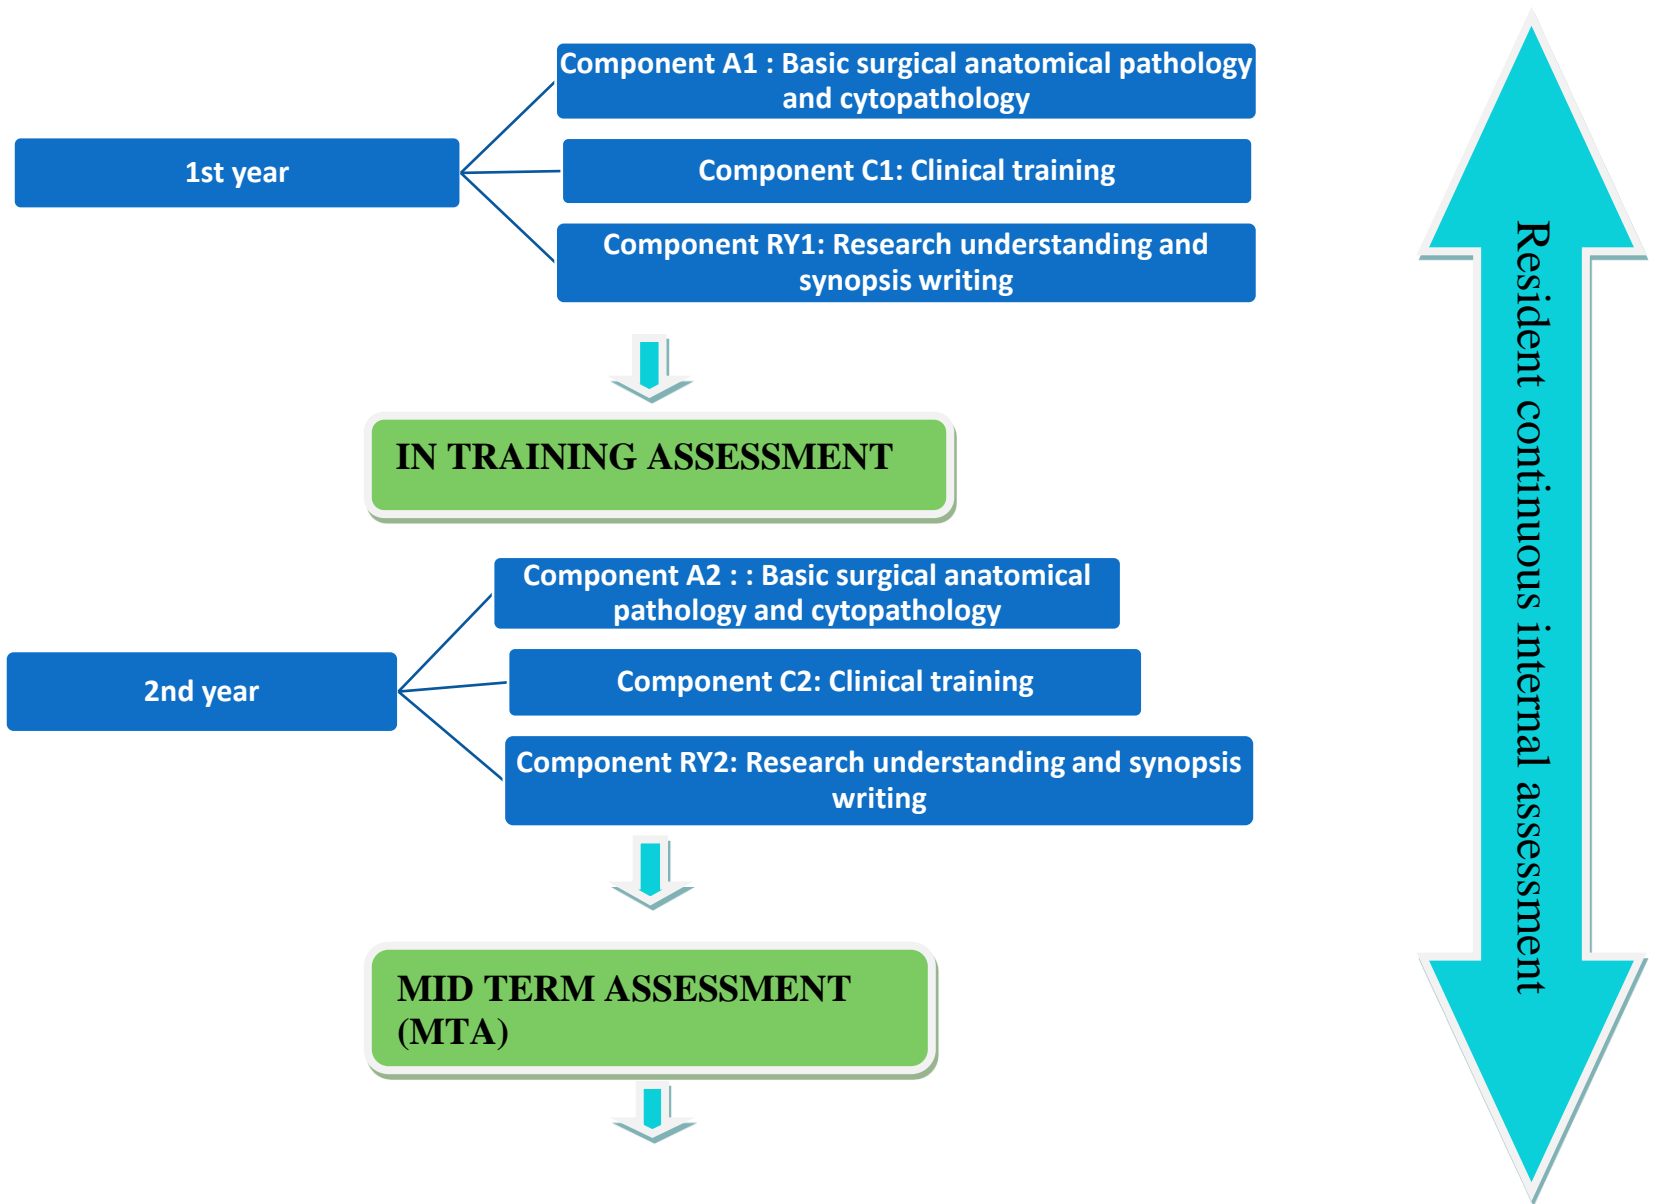 Component A1 : Basic surgical anatomical pathology
and cytopathology
1st year
Component C1: Clinical training
Component RY1: Research understanding and
synopsis writing
IN TRAINING ASSESSMENT
Component A2 : : Basic surgical anatomical
pathology and cytopathology
2nd year
Component C2: Clinical training
Component RY2: Research understanding and synopsis
writing
MID TERM ASSESSMENT
(MTA)
Resident continuous internal assessment